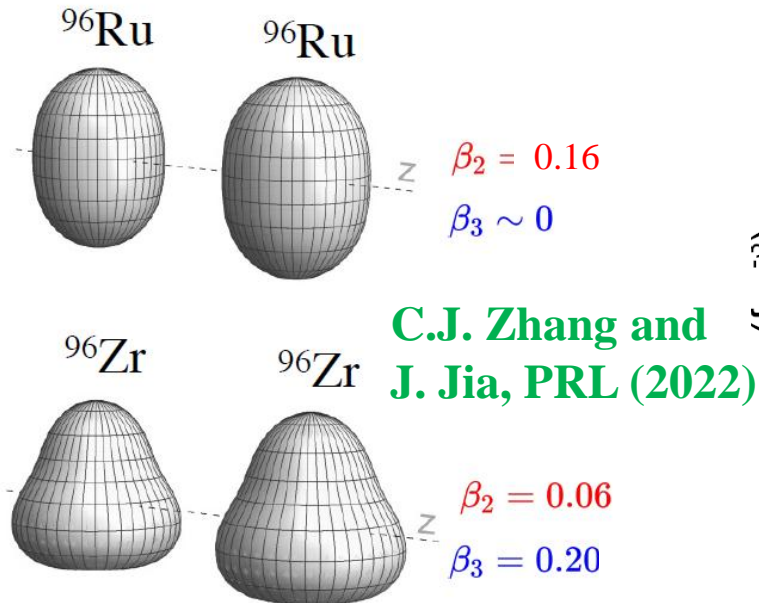 ⁹⁶Ru ⁹⁶Ru
β₂ = 0.16
z
β₃ ~ 0
C.J. Zhang and
J. Jia, PRL (2022)
⁹⁶Zr ⁹⁶Zr
β₂ = 0.06
z
β₃ = 0.20